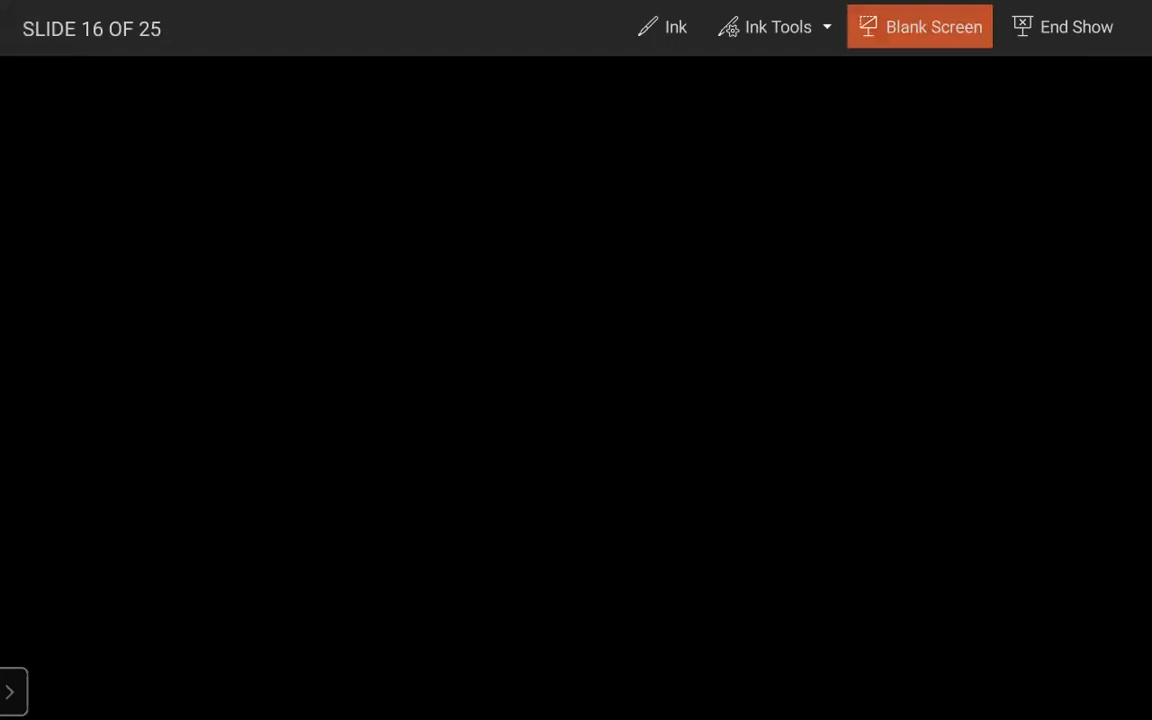 SLIDE 16 OF 25
Ink
Ink Tools
Blank Screen
End Show